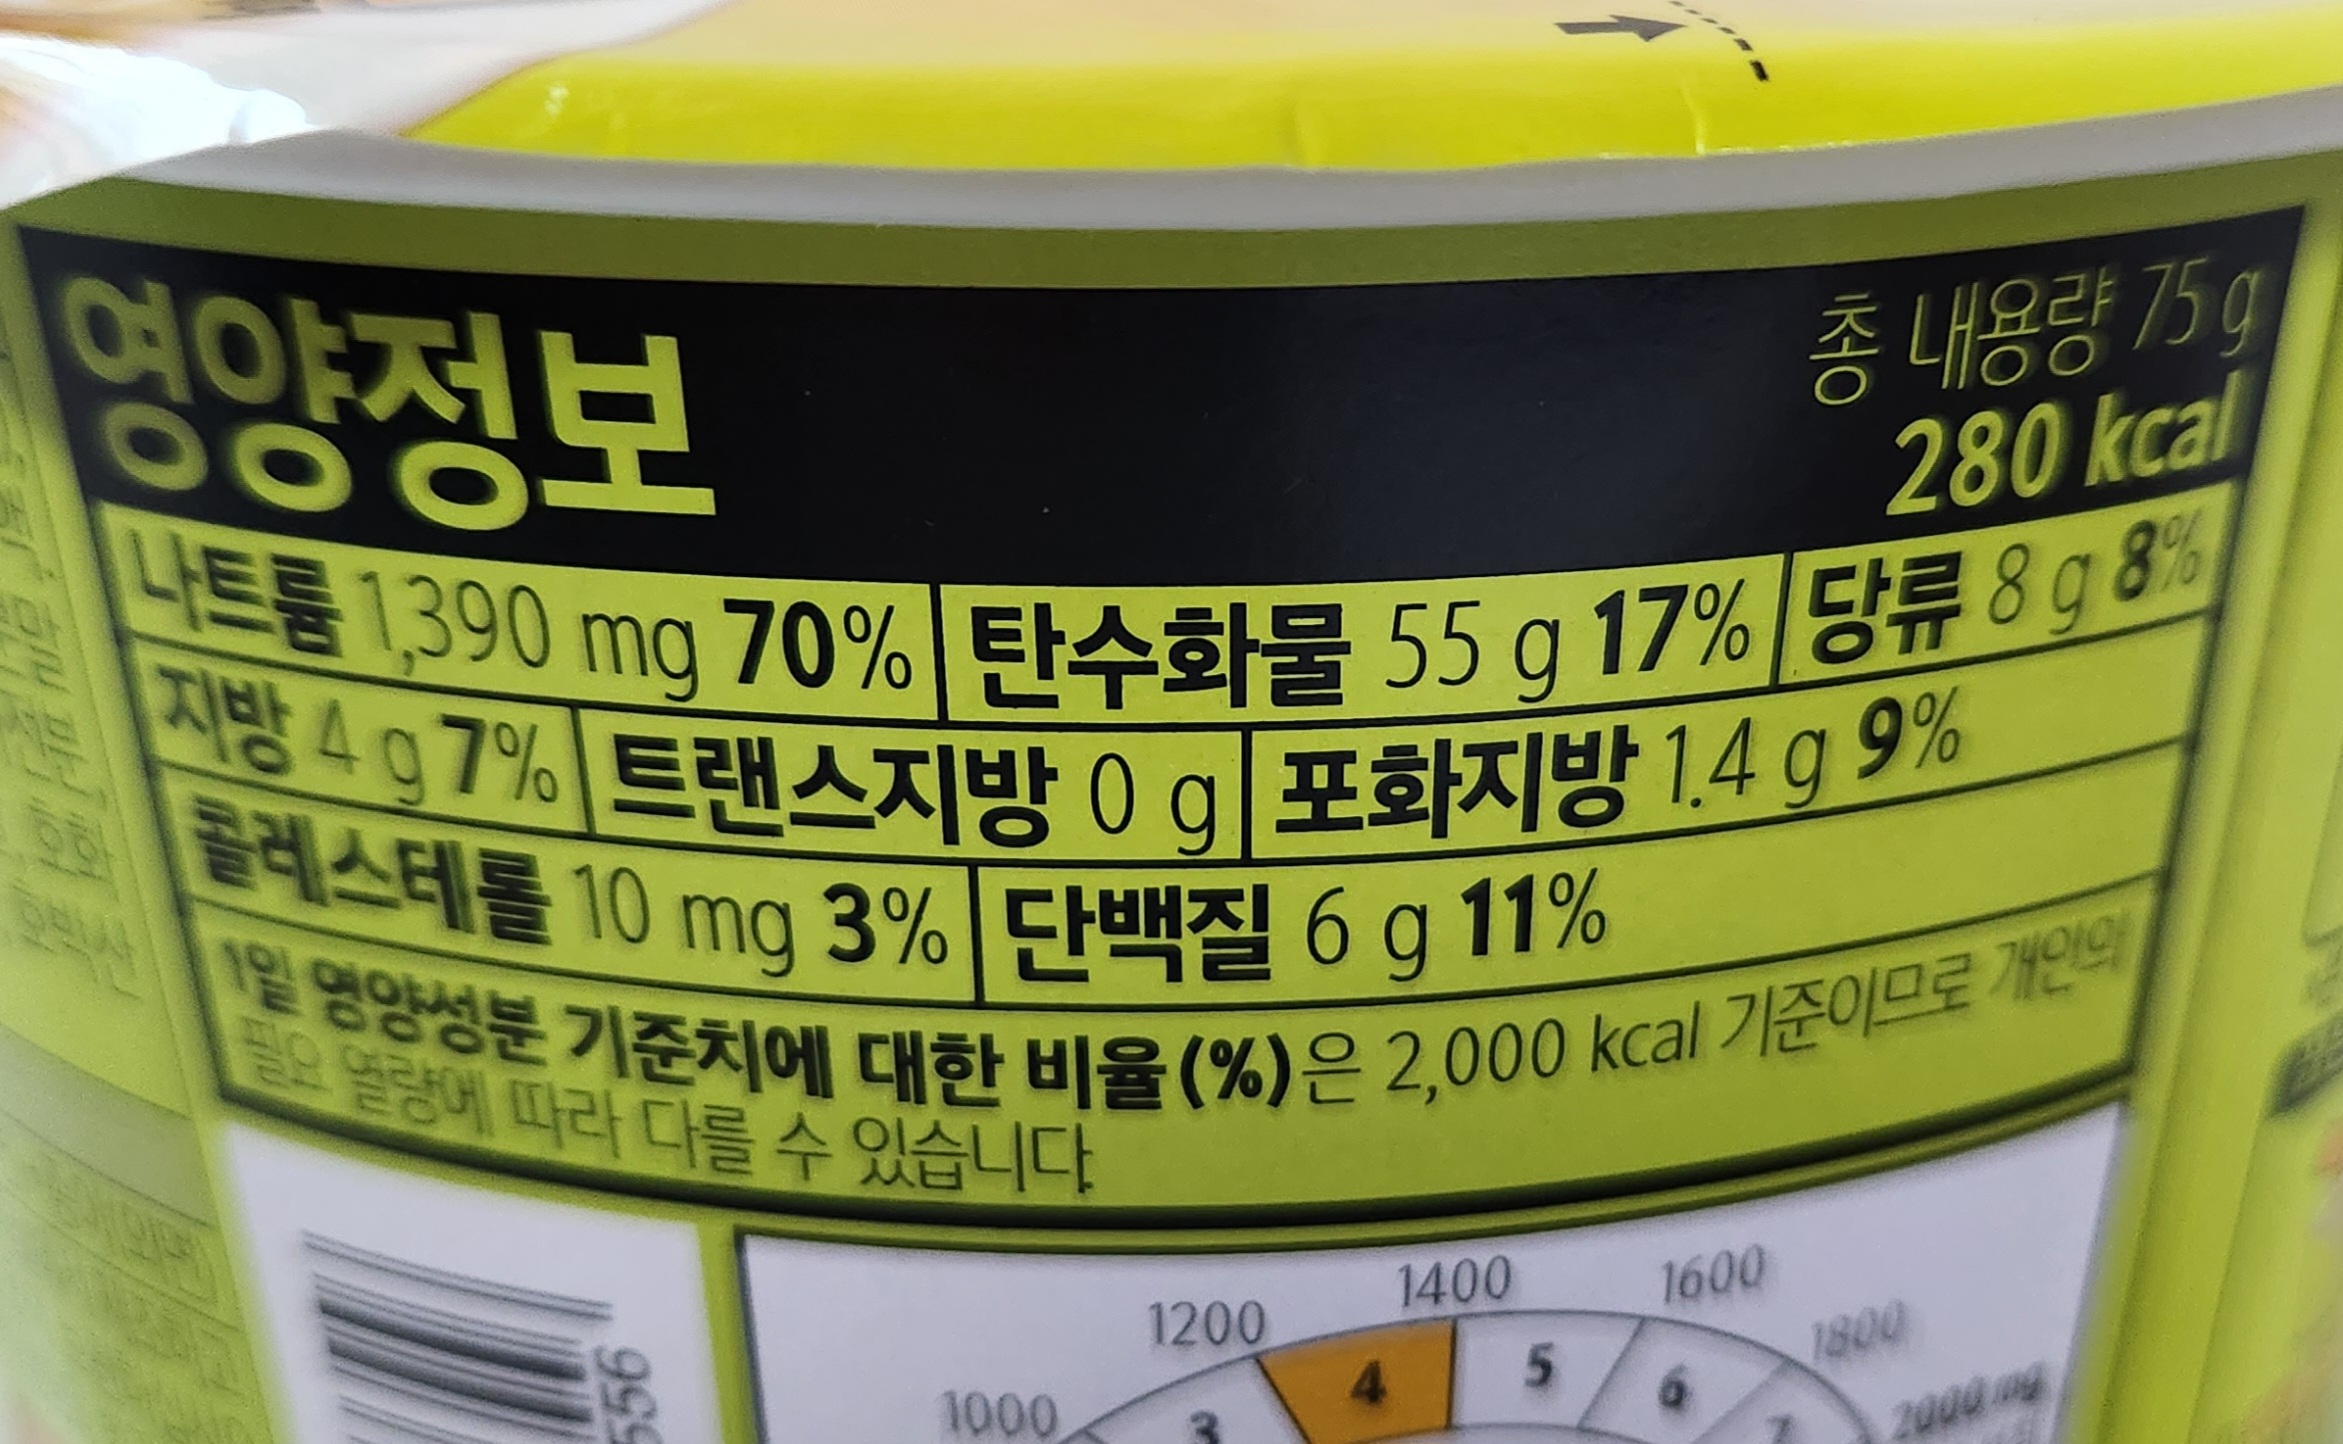 영양정보
총 내용량 75 g
280 kcal
나트륨 1,390 mg 70% 탄수화물 55 g 17% 당류 8 g 8%
지방 4 g 7% 트랜스지방 0 g 포화지방 1.4 g 9%
콜레스테롤 10 mg 3% 단백질 6 g 11%
1일 영양성분 기준치에 대한 비율(%)은 2,000 kcal 기준이므로 개인의
필요 열량에 따라 다를 수 있습니다
1000 1200 1400 1600 1800 2000 mg
3 4 5 6 7
556